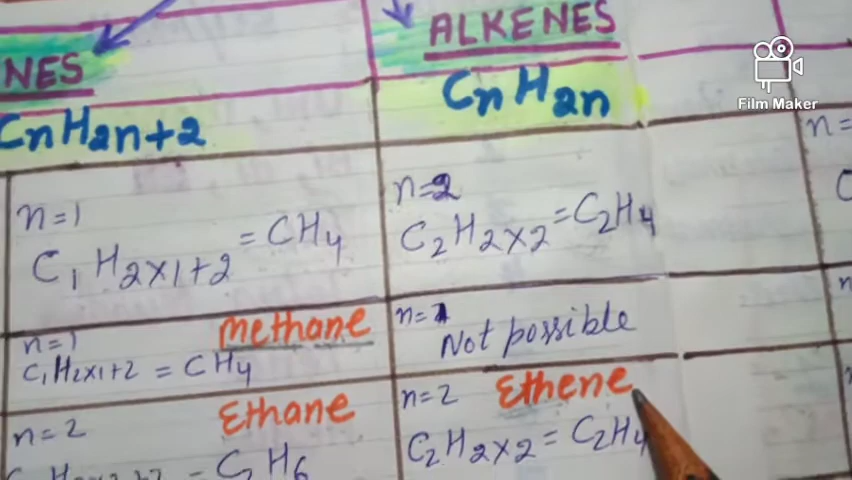 NES
ALKENES
Film Maker
CnH2n+2
CnH2n
n=
n=1
C1H2x1+2 = CH4
n=2
C2H2x2 = C2H4
Methane
n=1
C1H2x1+2 = CH4
n=1
Not possible
Ethane
n=2
C2H6
n=2
Ethene
C2H2x2 = C2H4